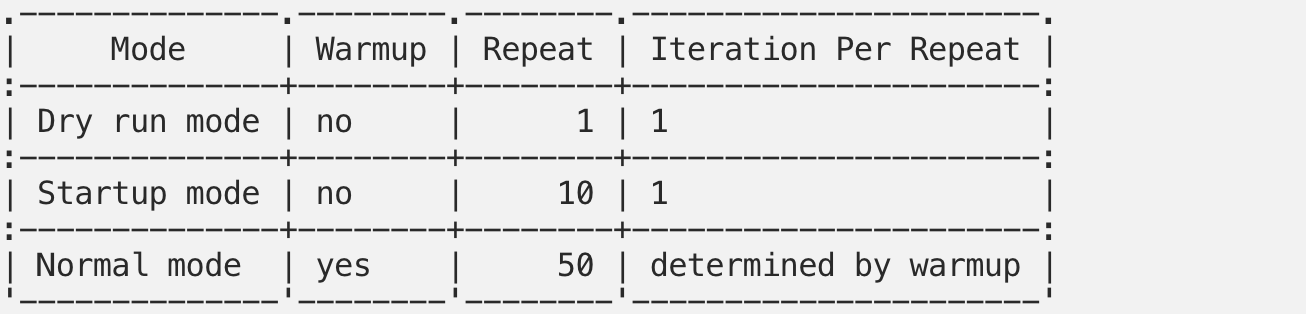 .--------------.--------.--------.----------------------.
|     Mode     | Warmup | Repeat | Iteration Per Repeat |
:--------------+--------+--------+----------------------:
| Dry run mode | no     |      1 | 1                    |
:--------------+--------+--------+----------------------:
| Startup mode | no     |     10 | 1                    |
:--------------+--------+--------+----------------------:
| Normal mode  | yes    |     50 | determined by warmup |
'--------------'--------'--------'----------------------'